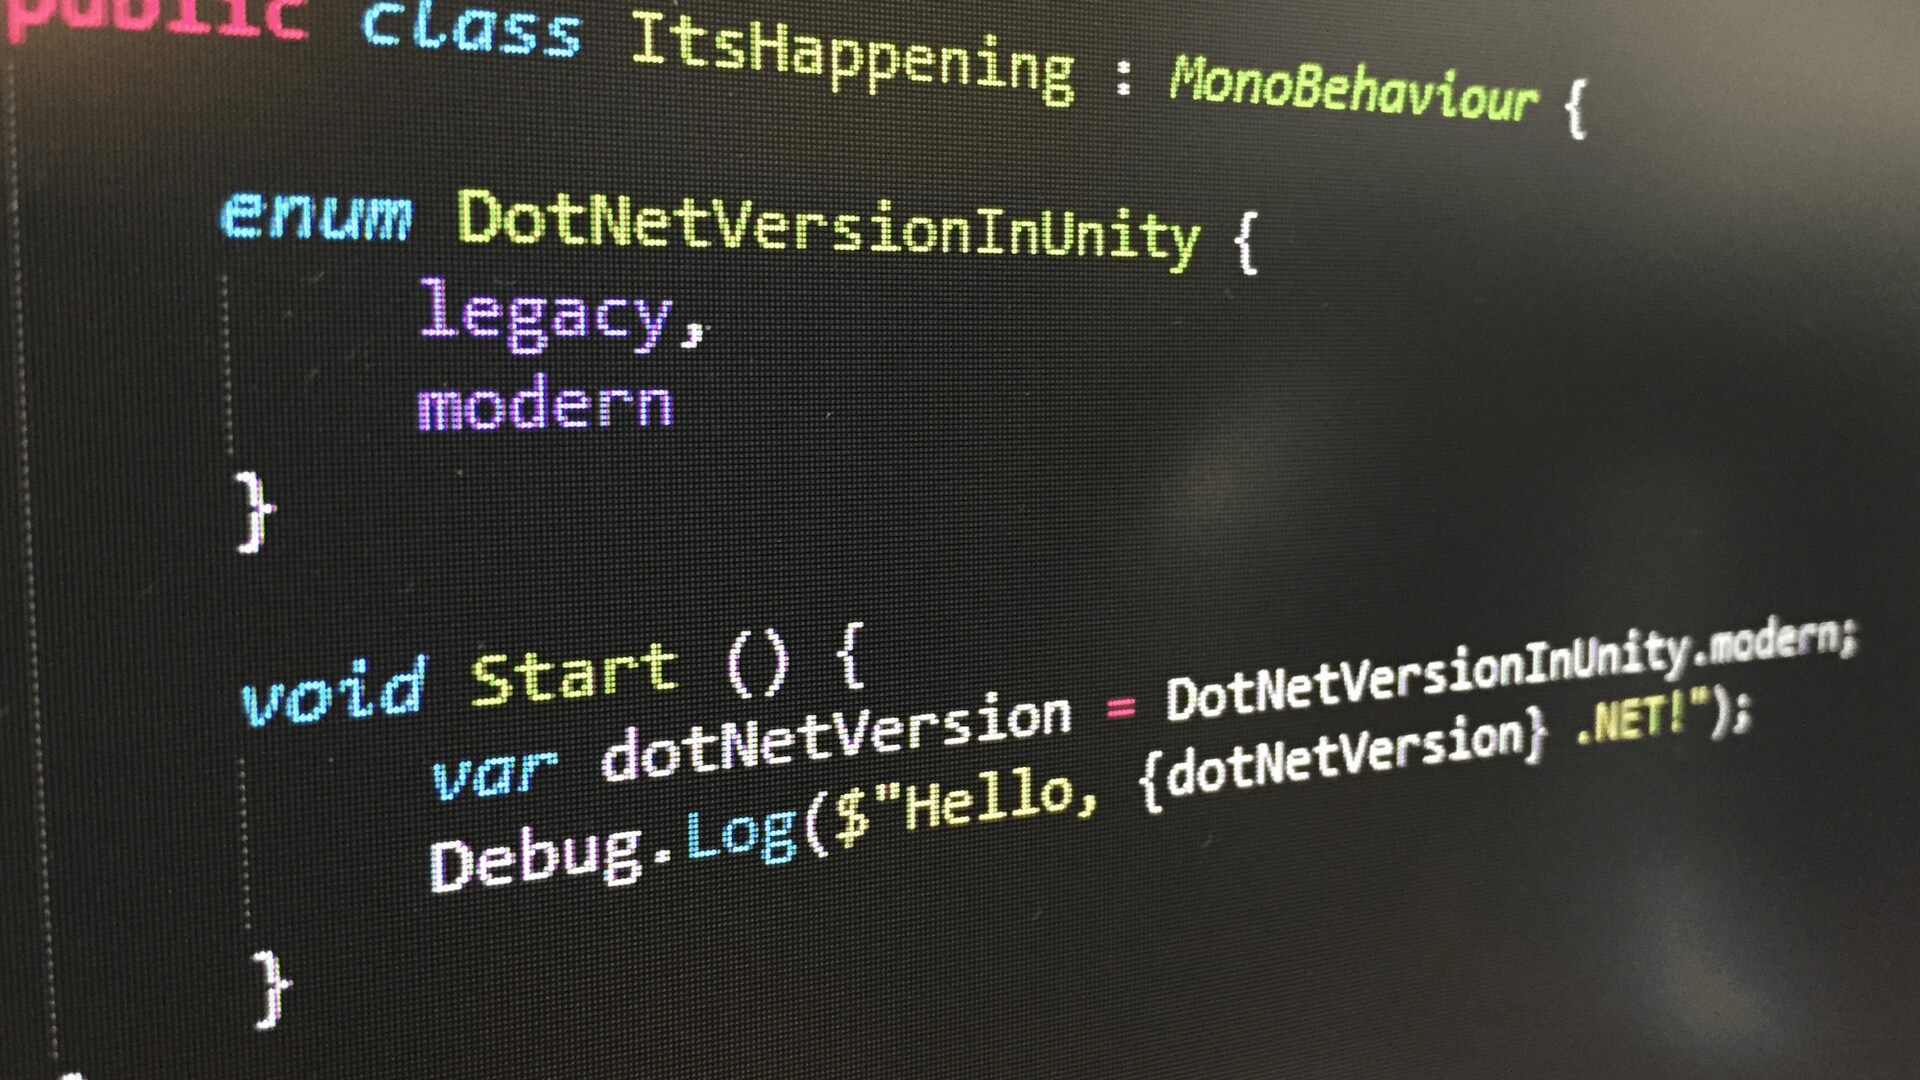 public class ItsHappening : MonoBehaviour {
enum DotNetVersionInUnity {
legacy,
modern
}
void Start () {
var dotNetVersion = DotNetVersionInUnity.modern;
Debug.Log($"Hello, {dotNetVersion} .NET!");
}